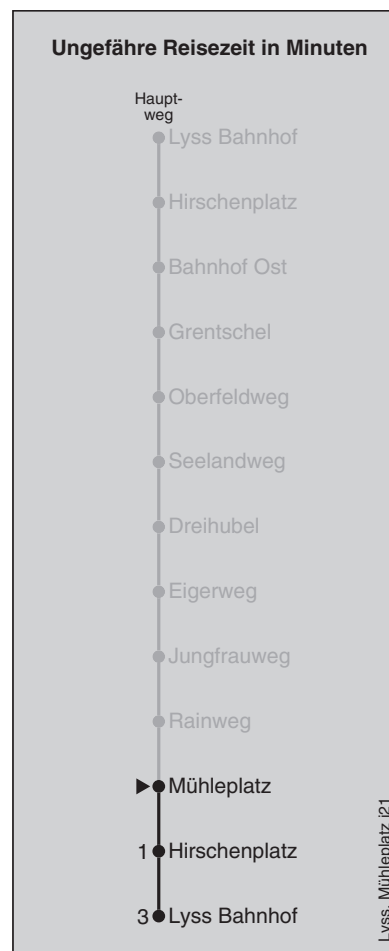 Ungefähre Reisezeit in Minuten
Haupt-
weg
Lyss Bahnhof
Hirschenplatz
Bahnhof Ost
Grentschel
Oberfeldweg
Seelandweg
Dreihubel
Eigerweg
Jungfrauweg
Rainweg
Mühleplatz
1 Hirschenplatz
3 Lyss Bahnhof
Lyss, Mühleplatz j21